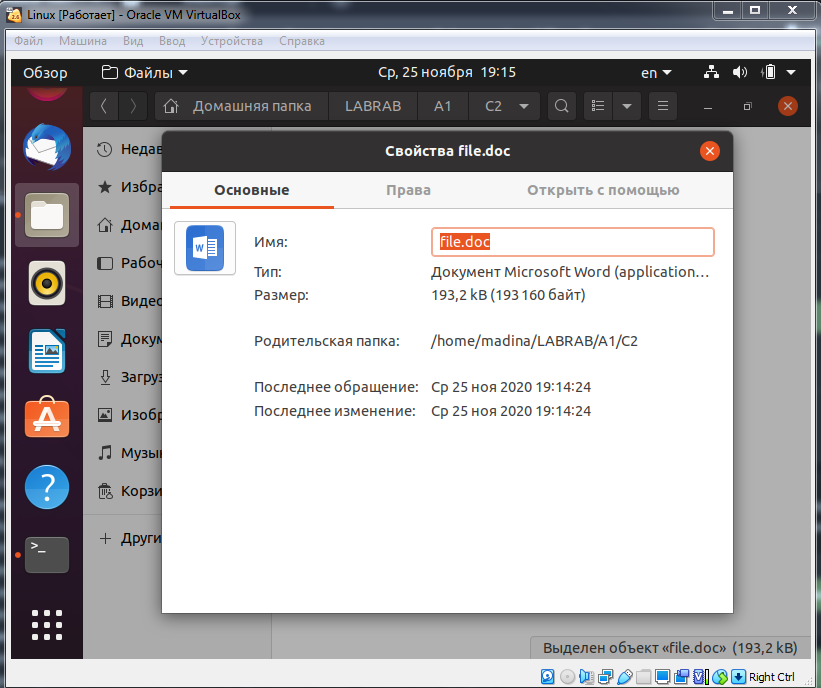 Linux [Работает] - Oracle VM VirtualBox
Файл Машина Вид Ввод Устройства Справка
Обзор Файлы Ср, 25 ноября 19:15 en
Домашняя папка LABRAB A1 C2
Свойства file.doc
Основные Права Открыть с помощью
Имя: file.doc
Тип: Документ Microsoft Word (application…
Размер: 193,2 kB (193 160 байт)
Родительская папка: /home/madina/LABRAB/A1/C2
Последнее обращение: Ср 25 ноя 2020 19:14:24
Последнее изменение: Ср 25 ноя 2020 19:14:24
Недав
Избра
Дома
Рабоч
Видес
Докум
Загруз
Изобр
Музык
Корзи
Други
W
?
>_
Выделен объект «file.doc» (193,2 kB)
Right Ctrl